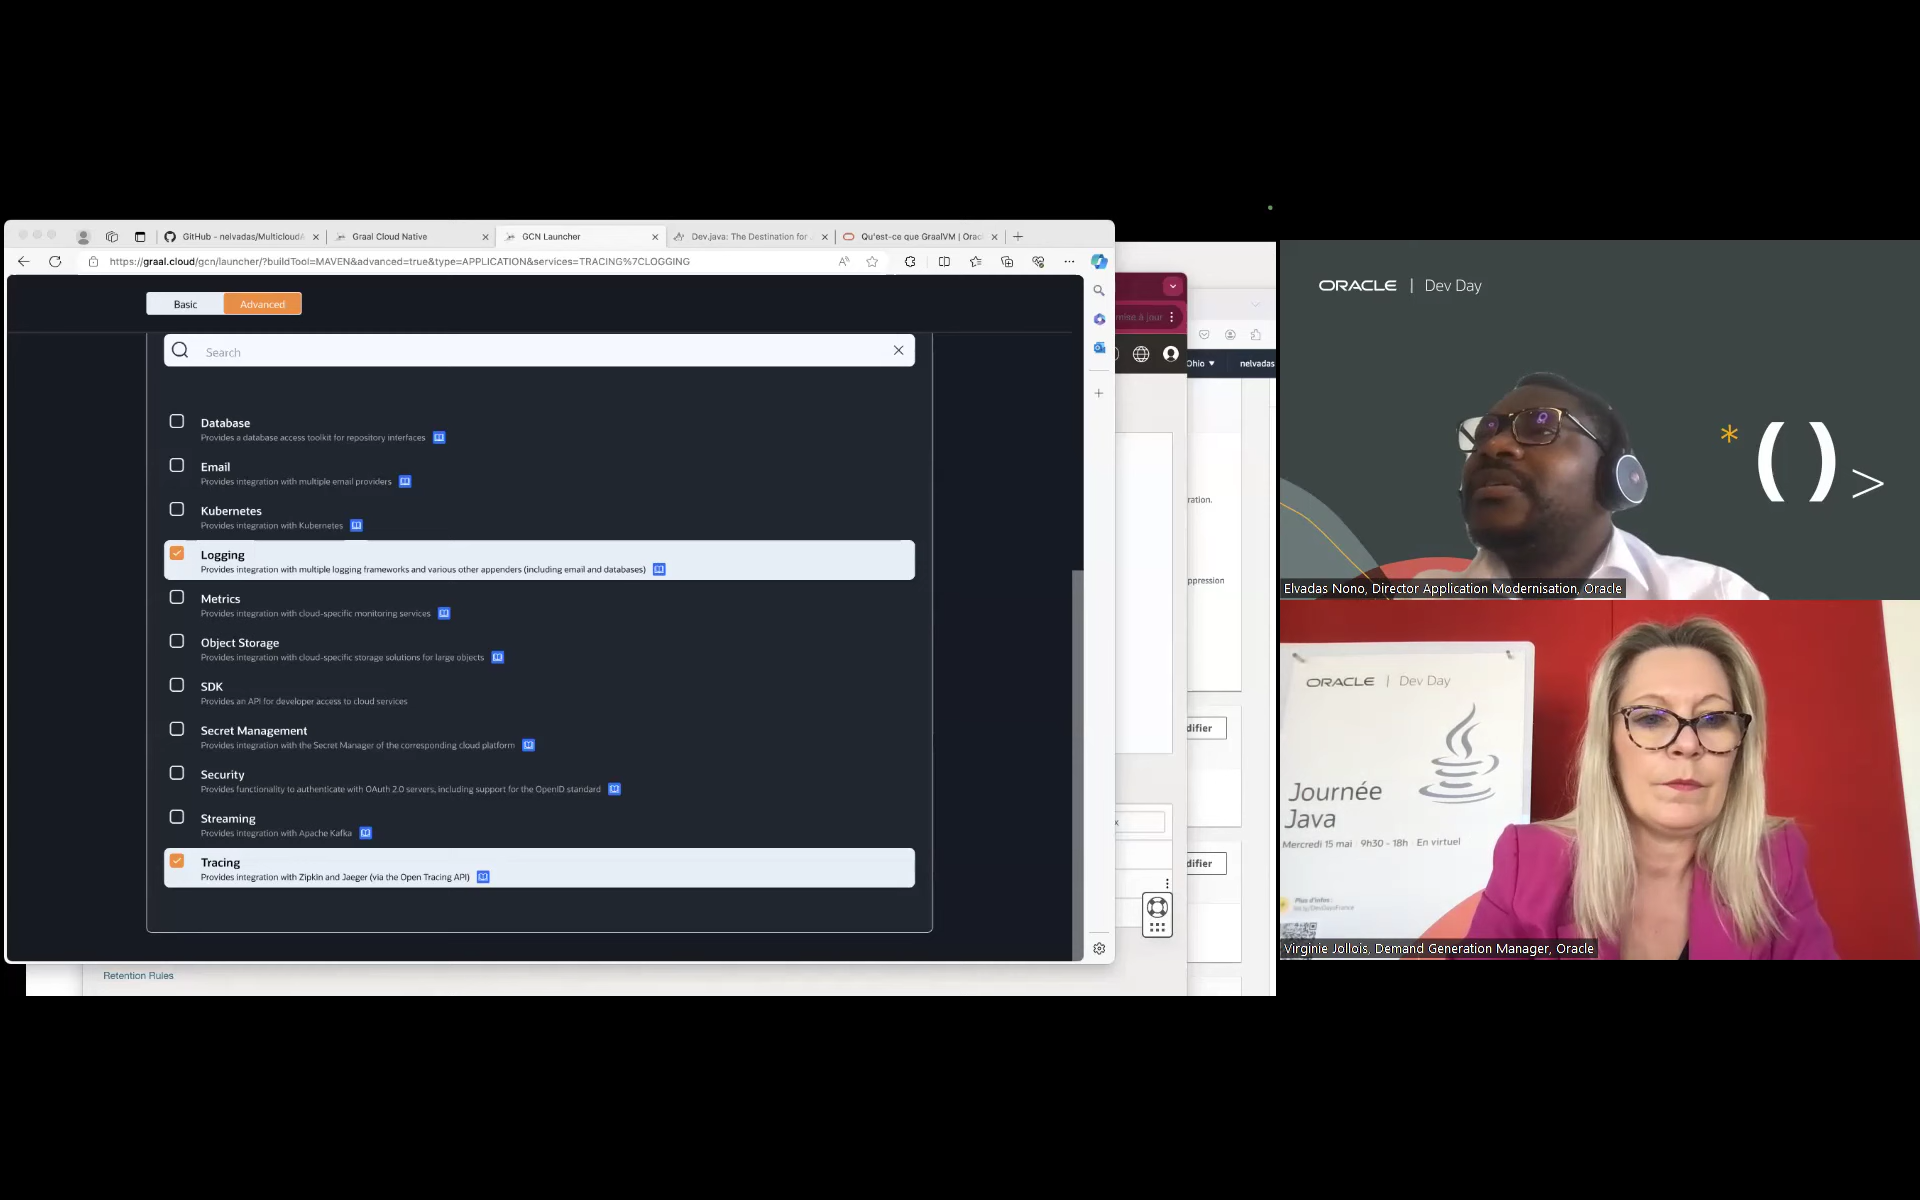 GitHub - nelvadas/MulticloudA
Graal Cloud Native
GCN Launcher
Dev.java: The Destination for
Qu'est-ce que GraalVM | Orac
https://graal.cloud/gcn/launcher/?buildTool=MAVEN&advanced=true&type=APPLICATION&services=TRACING%7CLOGGING
Basic
Advanced
Search
Database
Provides a database access toolkit for repository interfaces
Email
Provides integration with multiple email providers
Kubernetes
Provides integration with Kubernetes
Logging
Provides integration with multiple logging frameworks and various other appenders (including email and databases)
Metrics
Provides integration with cloud-specific monitoring services
Object Storage
Provides integration with cloud-specific storage solutions for large objects
SDK
Provides an API for developer access to cloud services
Secret Management
Provides integration with the Secret Manager of the corresponding cloud platform
Security
Provides functionality to authenticate with OAuth 2.0 servers, including support for the OpenID standard
Streaming
Provides integration with Apache Kafka
Tracing
Provides integration with Zipkin and Jaeger (via the Open Tracing API)
Retention Rules
mise à jour
Ohio
nelvadas
ration.
ppression
difier
x
difier
ORACLE | Dev Day
* ( ) >
Elvadas Nono, Director Application Modernisation, Oracle
ORACLE | Dev Day
Journée
Java
Mercredi 15 mai · 9h30 - 18h · En virtuel
Plus d'infos :
Virginie Jollois, Demand Generation Manager, Oracle